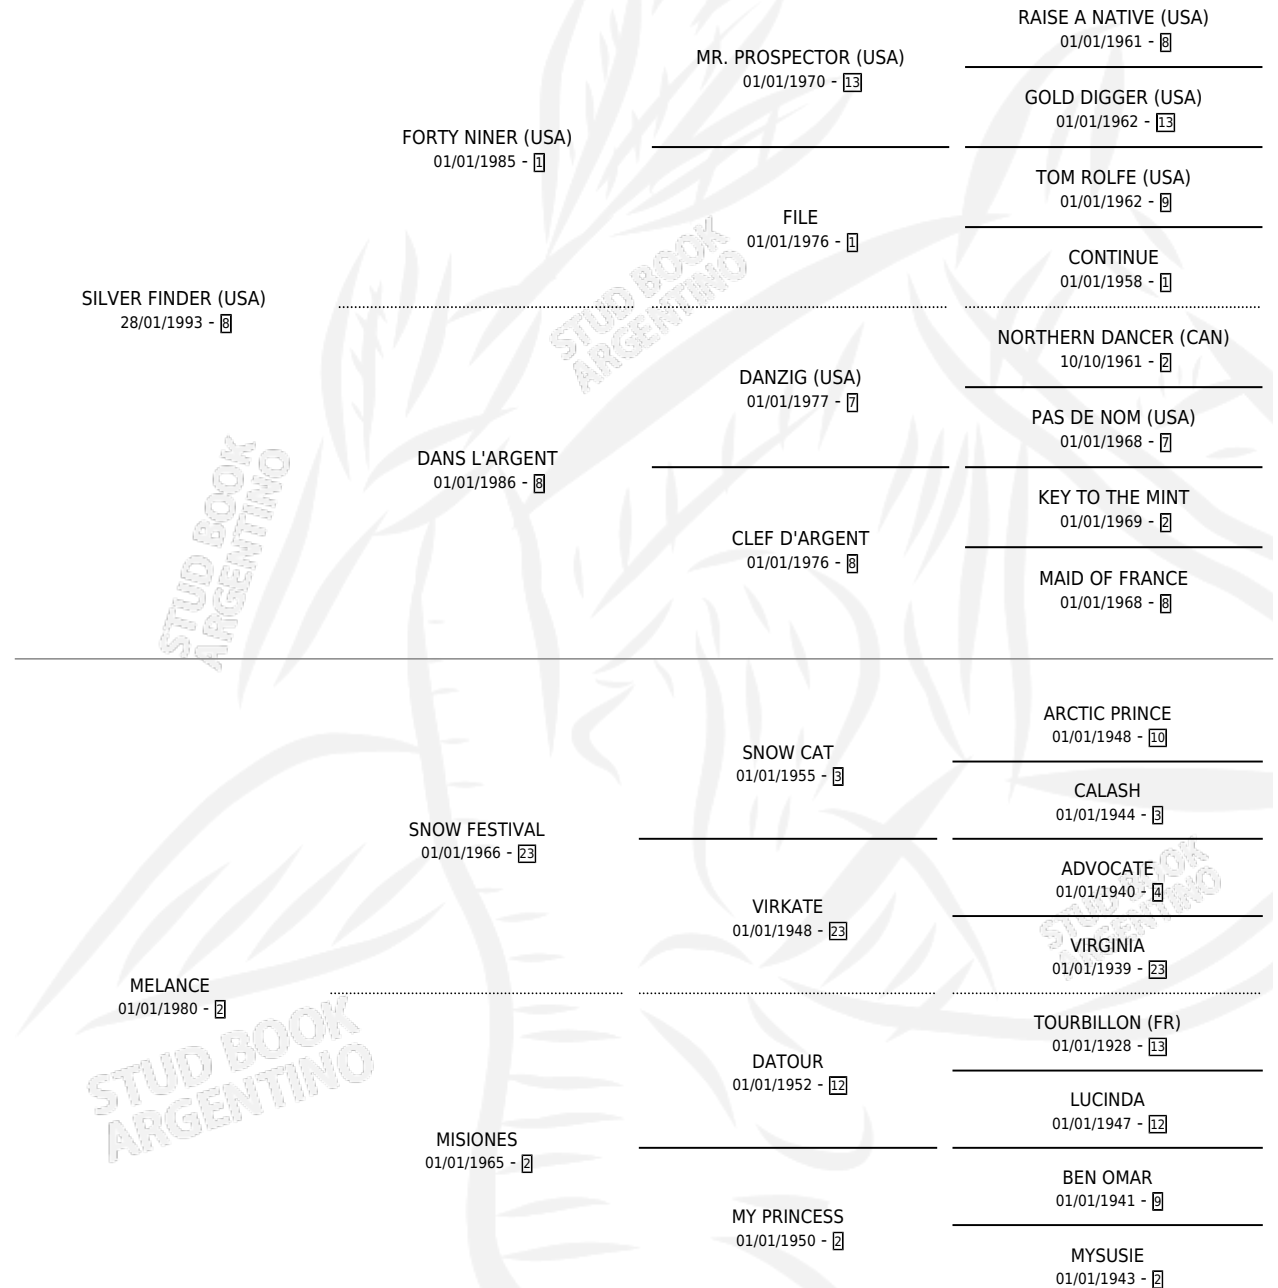 RAISE A NATIVE (USA)
01/01/1961 - 8
MR. PROSPECTOR (USA)
01/01/1970 - 13
GOLD DIGGER (USA)
01/01/1962 - 13
FORTY NINER (USA)
01/01/1985 - 1
TOM ROLFE (USA)
01/01/1962 - 9
FILE
01/01/1976 - 1
CONTINUE
01/01/1958 - 1
SILVER FINDER (USA)
28/01/1993 - 8
NORTHERN DANCER (CAN)
10/10/1961 - 2
DANZIG (USA)
01/01/1977 - 7
PAS DE NOM (USA)
01/01/1968 - 7
DANS L'ARGENT
01/01/1986 - 8
KEY TO THE MINT
01/01/1969 - 2
CLEF D'ARGENT
01/01/1976 - 8
MAID OF FRANCE
01/01/1968 - 8
STUD BOOK
ARGENTINO
STUD BOOK
ARGENTINO
ARCTIC PRINCE
01/01/1948 - 10
SNOW CAT
01/01/1955 - 3
CALASH
01/01/1944 - 3
SNOW FESTIVAL
01/01/1966 - 23
ADVOCATE
01/01/1940 - 4
VIRKATE
01/01/1948 - 23
VIRGINIA
01/01/1939 - 23
STUD BOOK
ARGENTINO
MELANCE
01/01/1980 - 2
TOURBILLON (FR)
01/01/1928 - 13
DATOUR
01/01/1952 - 12
LUCINDA
01/01/1947 - 12
MISIONES
01/01/1965 - 2
BEN OMAR
01/01/1941 - 9
MY PRINCESS
01/01/1950 - 2
MYSUSIE
01/01/1943 - 2
STUD BOOK
ARGENTINO